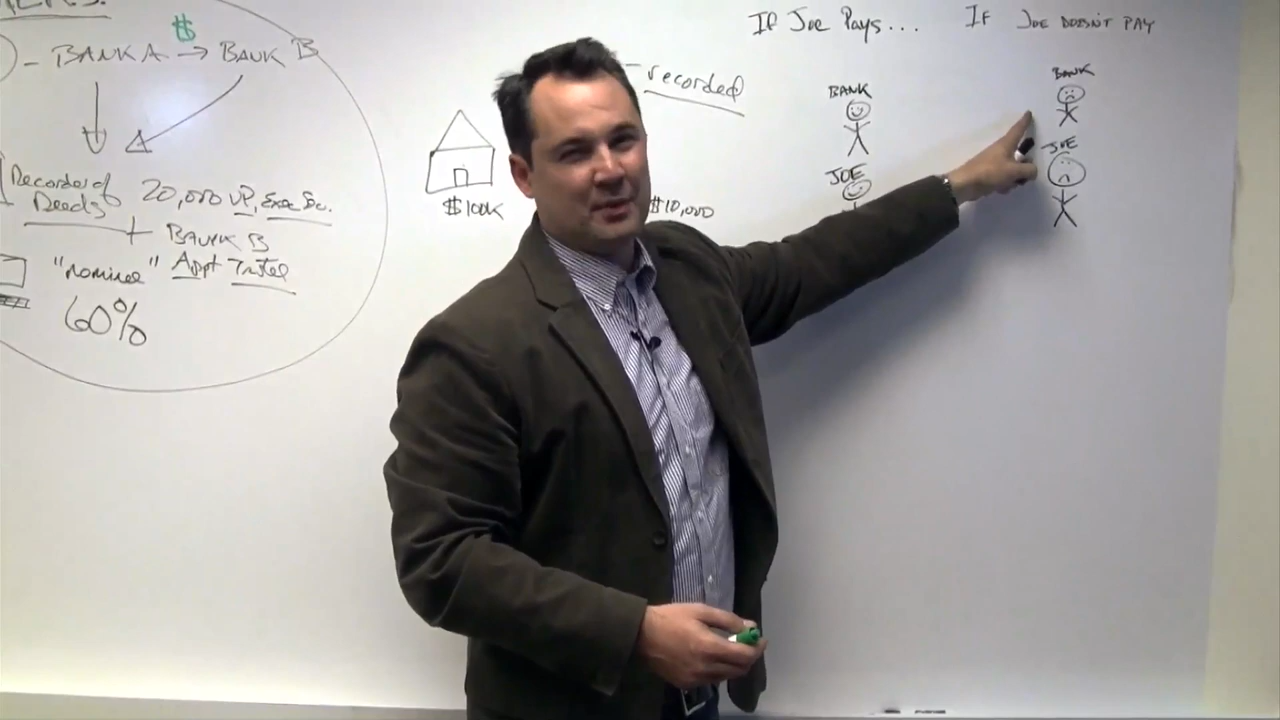 - BANK A → BANK B
$
Recorder of
Deeds
20,000 VP, Exec Sec.
+ BANK B
"nominee" Appt Trustee
60%
- recorded
$100K
$10,000
If Joe Pays...
BANK
JOE
IF JOE DOESN'T PAY
BANK
JOE